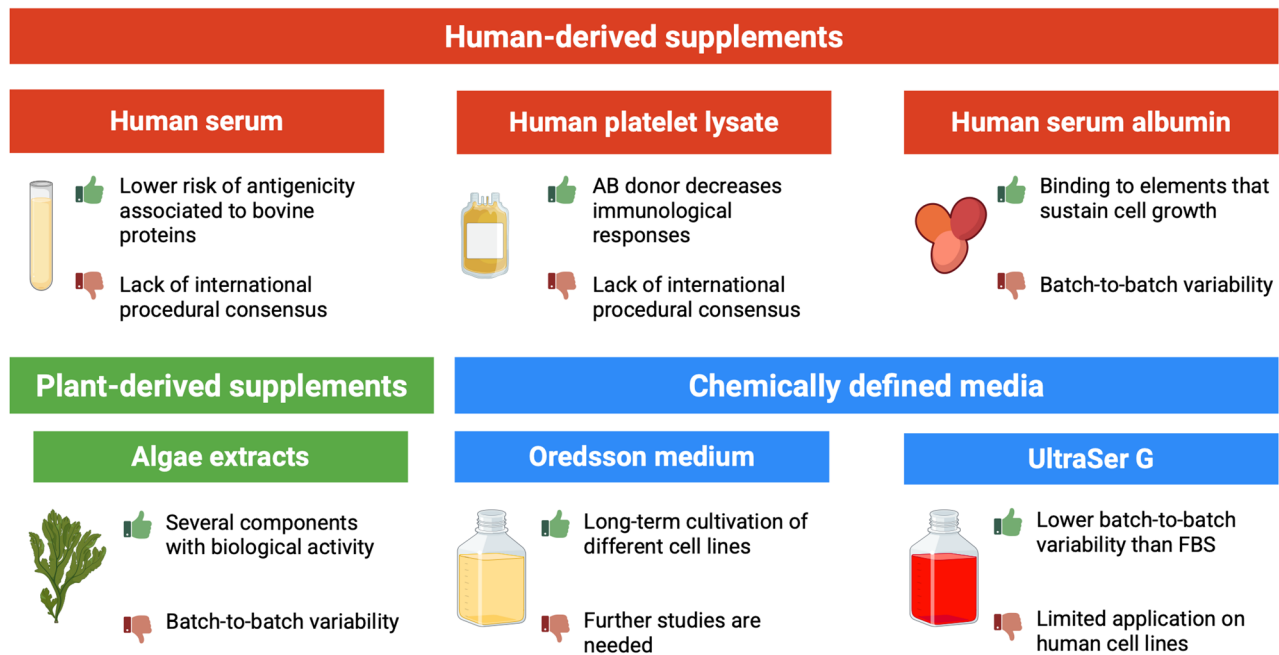 Human-derived supplements
Human serum
Lower risk of antigenicity
associated to bovine
proteins
Lack of international
procedural consensus
Human platelet lysate
AB donor decreases
immunological
responses
Lack of international
procedural consensus
Human serum albumin
Binding to elements that
sustain cell growth
Batch-to-batch variability
Plant-derived supplements
Algae extracts
Several components
with biological activity
Batch-to-batch variability
Chemically defined media
Oredsson medium
Long-term cultivation of
different cell lines
Further studies are
needed
UltraSer G
Lower batch-to-batch
variability than FBS
Limited application on
human cell lines